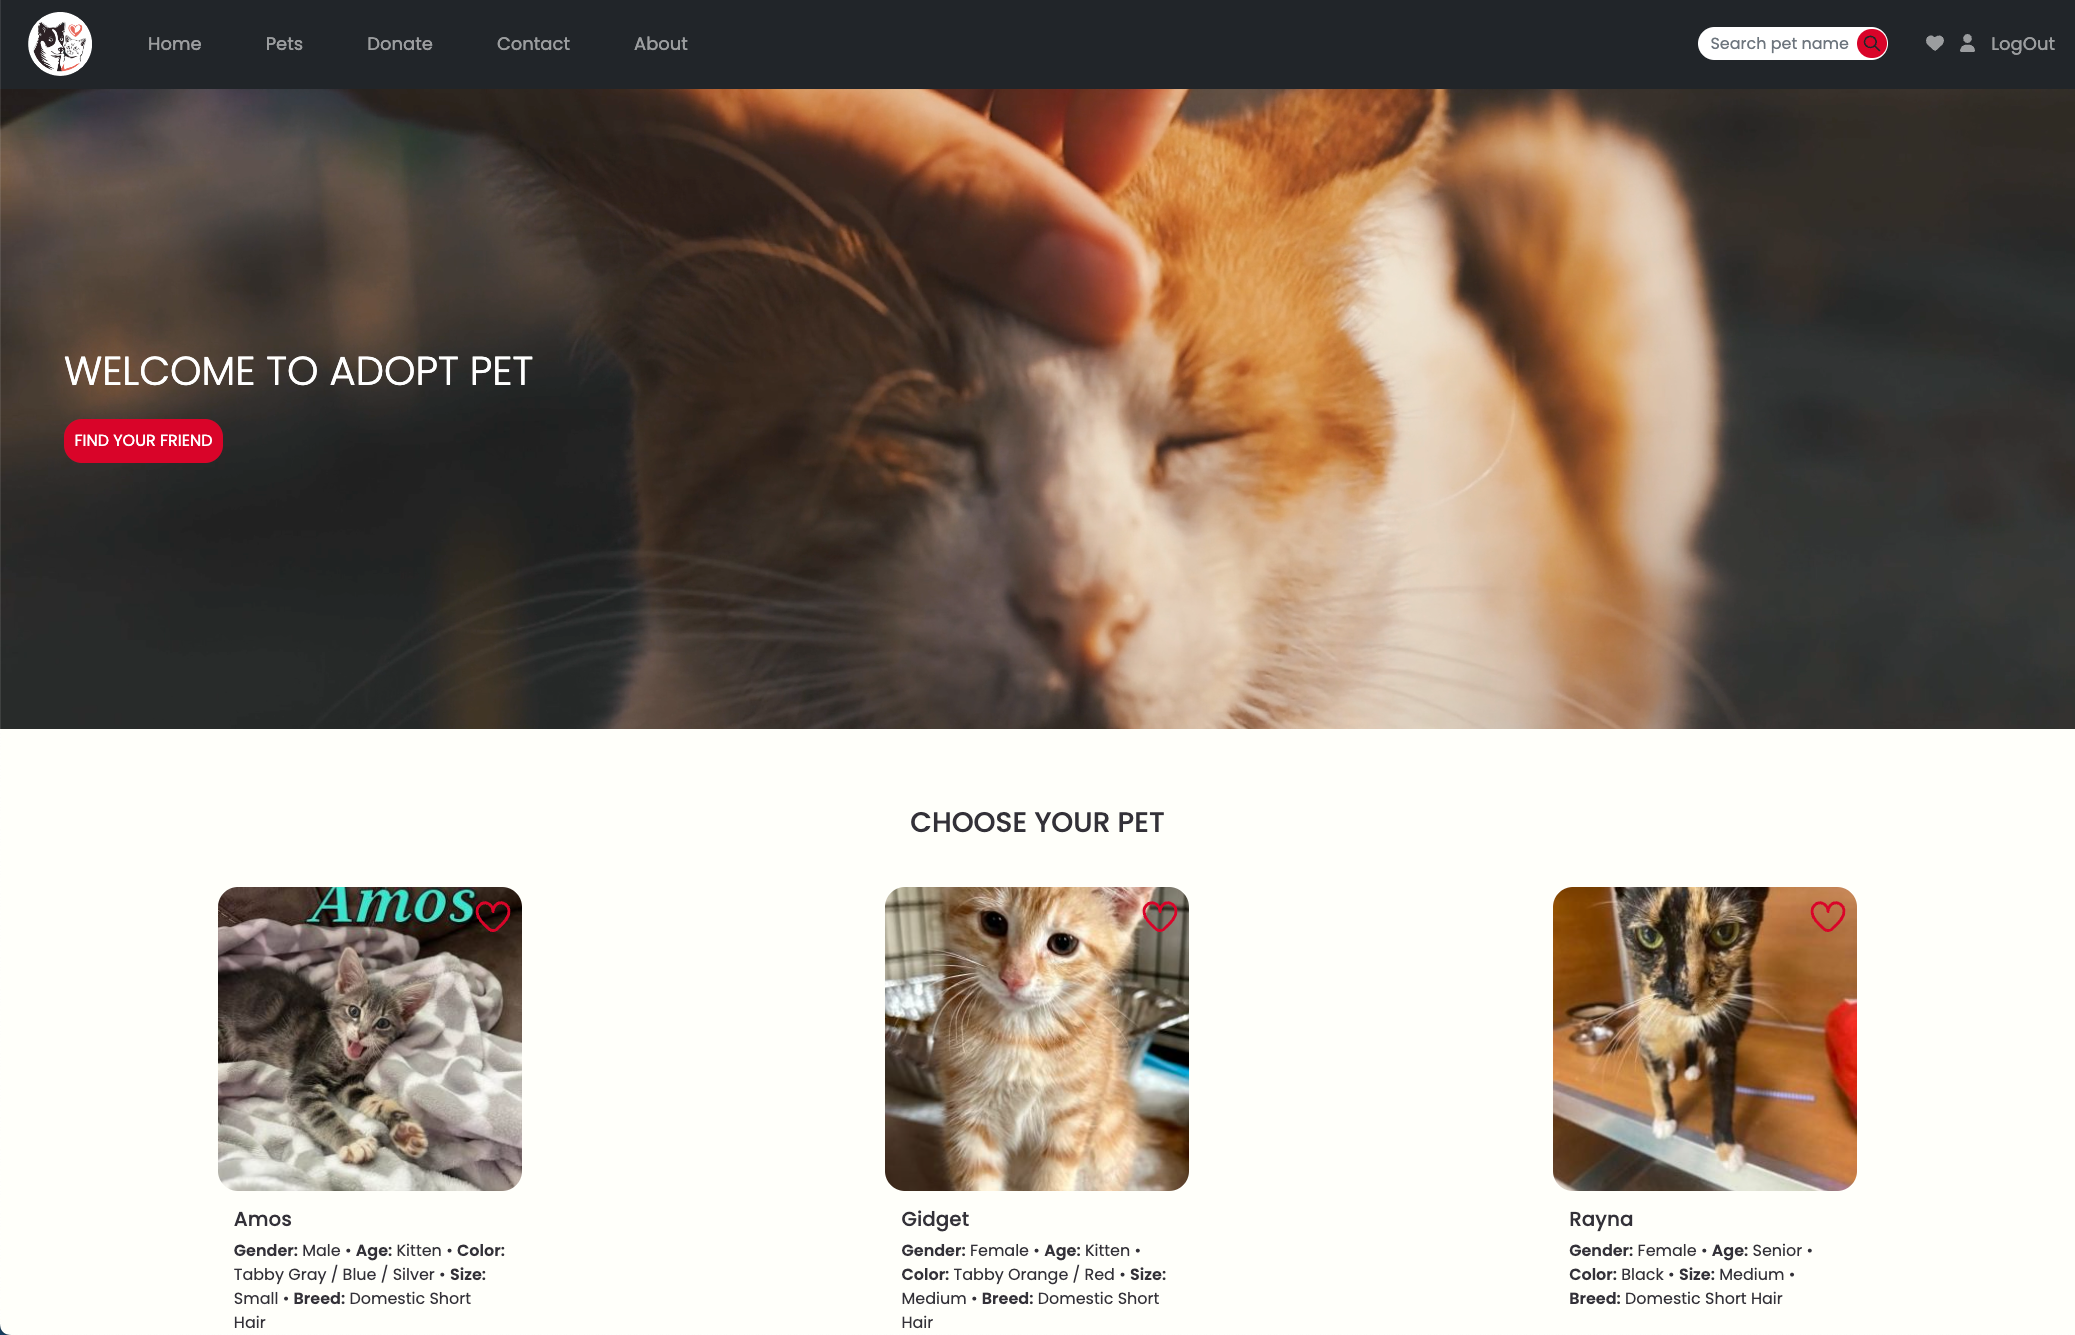 Home
Pets
Donate
Contact
About
Search pet name
LogOut
WELCOME TO ADOPT PET
FIND YOUR FRIEND
CHOOSE YOUR PET
Amos
Amos
Gender: Male • Age: Kitten • Color:
Tabby Gray / Blue / Silver • Size:
Small • Breed: Domestic Short
Hair
Gidget
Gender: Female • Age: Kitten •
Color: Tabby Orange / Red • Size:
Medium • Breed: Domestic Short
Hair
Rayna
Gender: Female • Age: Senior •
Color: Black • Size: Medium •
Breed: Domestic Short Hair